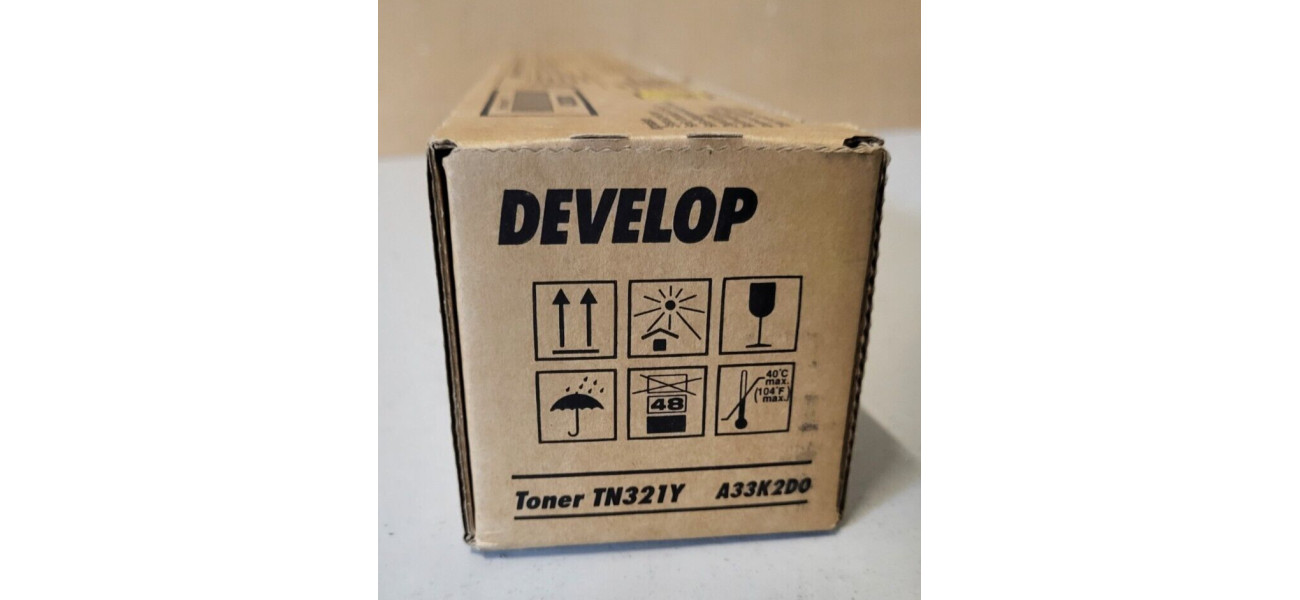 DEVELOP
48
40°C
max.
(104°F
max.)
Toner TN321Y A33K2D0